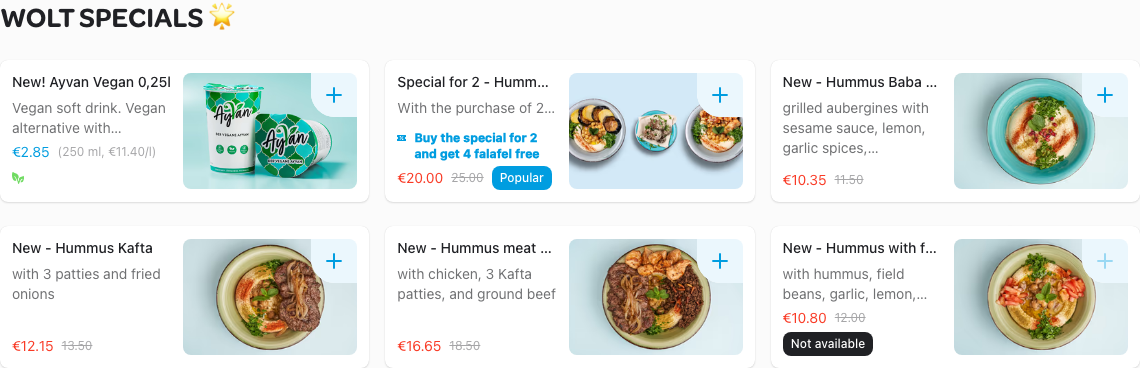 WOLT SPECIALS 🌟
New! Ayvan Vegan 0,25l
Vegan soft drink. Vegan
alternative with...
€2.85 (250 ml, €11.40/l)
Ayvan
Ayvan
Special for 2 - Humm...
With the purchase of 2...
Buy the special for 2
and get 4 falafel free
€20.00 25.00 Popular
New - Hummus Baba ...
grilled aubergines with
sesame sauce, lemon,
garlic spices,...
€10.35 11.50
New - Hummus Kafta
with 3 patties and fried
onions
€12.15 13.50
New - Hummus meat ...
with chicken, 3 Kafta
patties, and ground beef
€16.65 18.50
New - Hummus with f...
with hummus, field
beans, garlic, lemon,...
€10.80 12.00
Not available